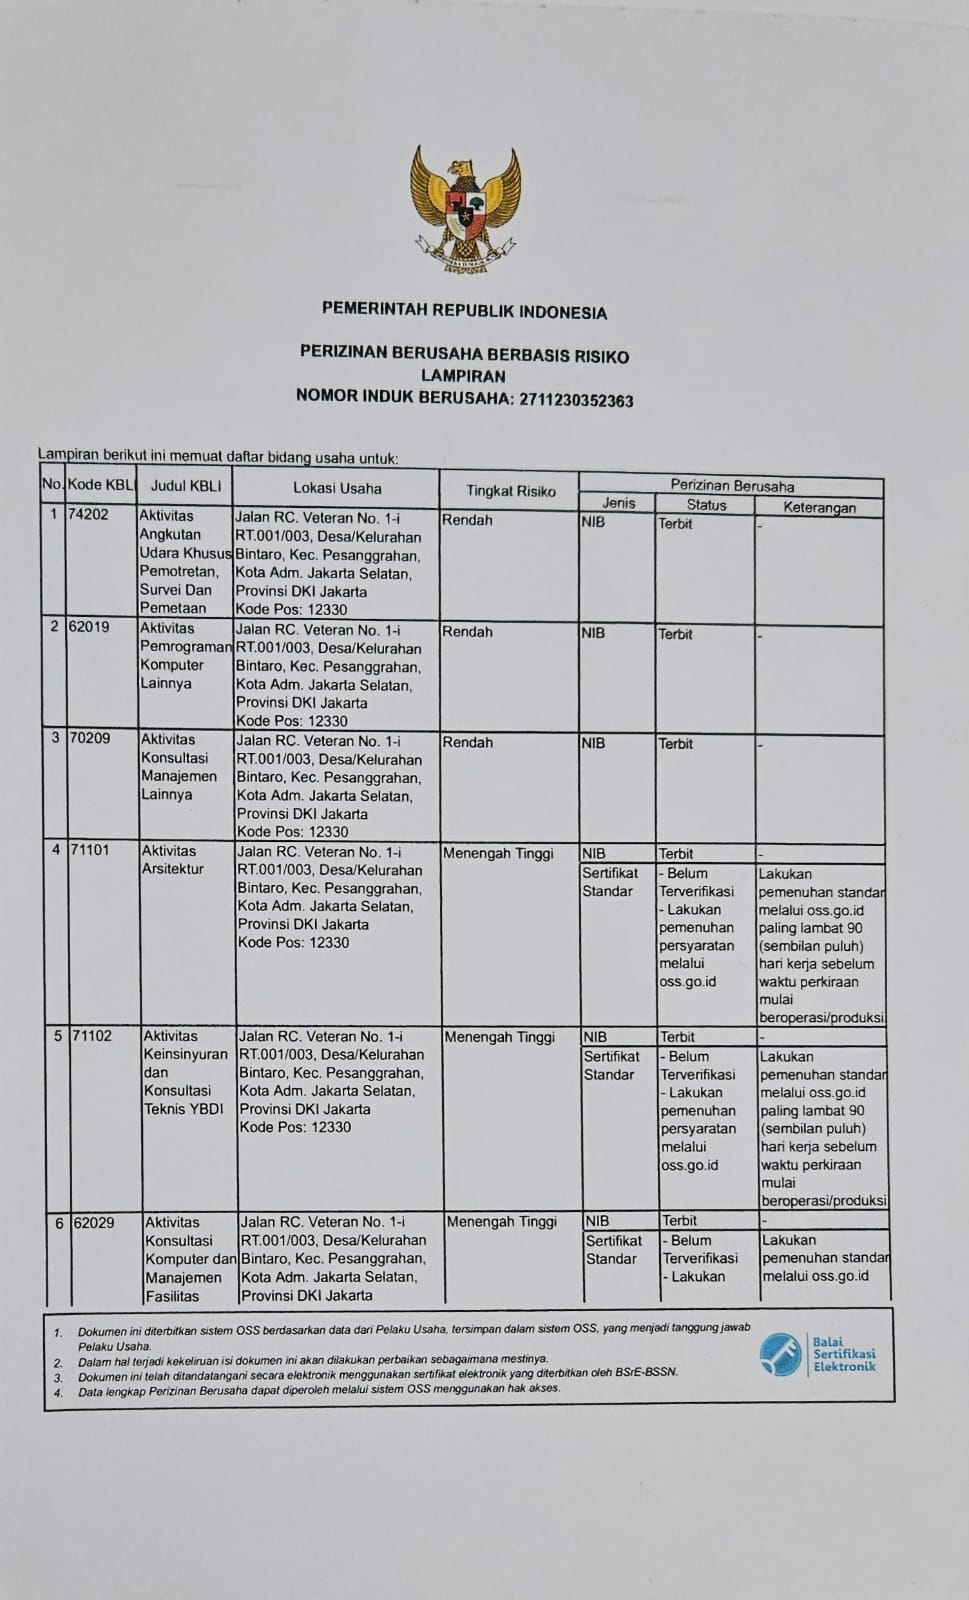 PEMERINTAH REPUBLIK INDONESIA
PERIZINAN BERUSAHA BERBASIS RISIKO
LAMPIRAN
NOMOR INDUK BERUSAHA: 2711230352363
Lampiran berikut ini memuat daftar bidang usaha untuk:
No. Kode KBLI Judul KBLI Lokasi Usaha Tingkat Risiko Perizinan Berusaha
Jenis Status Keterangan
1 74202 Aktivitas Jalan RC. Veteran No. 1-i Rendah NIB Terbit -
Angkutan RT.001/003, Desa/Kelurahan
Udara Khusus Bintaro, Kec. Pesanggrahan,
Pemotretan, Kota Adm. Jakarta Selatan,
Survei Dan Provinsi DKI Jakarta
Pemetaan Kode Pos: 12330
2 62019 Aktivitas Jalan RC. Veteran No. 1-i Rendah NIB Terbit -
Pemrograman RT.001/003, Desa/Kelurahan
Komputer Bintaro, Kec. Pesanggrahan,
Lainnya Kota Adm. Jakarta Selatan,
Provinsi DKI Jakarta
Kode Pos: 12330
3 70209 Aktivitas Jalan RC. Veteran No. 1-i Rendah NIB Terbit -
Konsultasi RT.001/003, Desa/Kelurahan
Manajemen Bintaro, Kec. Pesanggrahan,
Lainnya Kota Adm. Jakarta Selatan,
Provinsi DKI Jakarta
Kode Pos: 12330
4 71101 Aktivitas Jalan RC. Veteran No. 1-i Menengah Tinggi NIB Terbit -
Arsitektur RT.001/003, Desa/Kelurahan Sertifikat - Belum Lakukan
Bintaro, Kec. Pesanggrahan, Standar Terverifikasi pemenuhan standar
Kota Adm. Jakarta Selatan, - Lakukan melalui oss.go.id
Provinsi DKI Jakarta pemenuhan paling lambat 90
Kode Pos: 12330 persyaratan (sembilan puluh)
melalui hari kerja sebelum
oss.go.id waktu perkiraan
mulai
beroperasi/produksi
5 71102 Aktivitas Jalan RC. Veteran No. 1-i Menengah Tinggi NIB Terbit -
Keinsinyuran RT.001/003, Desa/Kelurahan Sertifikat - Belum Lakukan
dan Bintaro, Kec. Pesanggrahan, Standar Terverifikasi pemenuhan standar
Konsultasi Kota Adm. Jakarta Selatan, - Lakukan melalui oss.go.id
Teknis YBDI Provinsi DKI Jakarta pemenuhan paling lambat 90
Kode Pos: 12330 persyaratan (sembilan puluh)
melalui hari kerja sebelum
oss.go.id waktu perkiraan
mulai
beroperasi/produksi
6 62029 Aktivitas Jalan RC. Veteran No. 1-i Menengah Tinggi NIB Terbit -
Konsultasi RT.001/003, Desa/Kelurahan Sertifikat - Belum Lakukan
Komputer dan Bintaro, Kec. Pesanggrahan, Standar Terverifikasi pemenuhan standar
Manajemen Kota Adm. Jakarta Selatan, - Lakukan melalui oss.go.id
Fasilitas Provinsi DKI Jakarta
1. Dokumen ini diterbitkan sistem OSS berdasarkan data dari Pelaku Usaha, tersimpan dalam sistem OSS, yang menjadi tanggung jawab
Pelaku Usaha.
2. Dalam hal terjadi kekeliruan isi dokumen ini akan dilakukan perbaikan sebagaimana mestinya.
3. Dokumen ini telah ditandatangani secara elektronik menggunakan sertifikat elektronik yang diterbitkan oleh BSrE-BSSN.
4. Data lengkap Perizinan Berusaha dapat diperoleh melalui sistem OSS menggunakan hak akses.
Balai
Sertifikasi
Elektronik